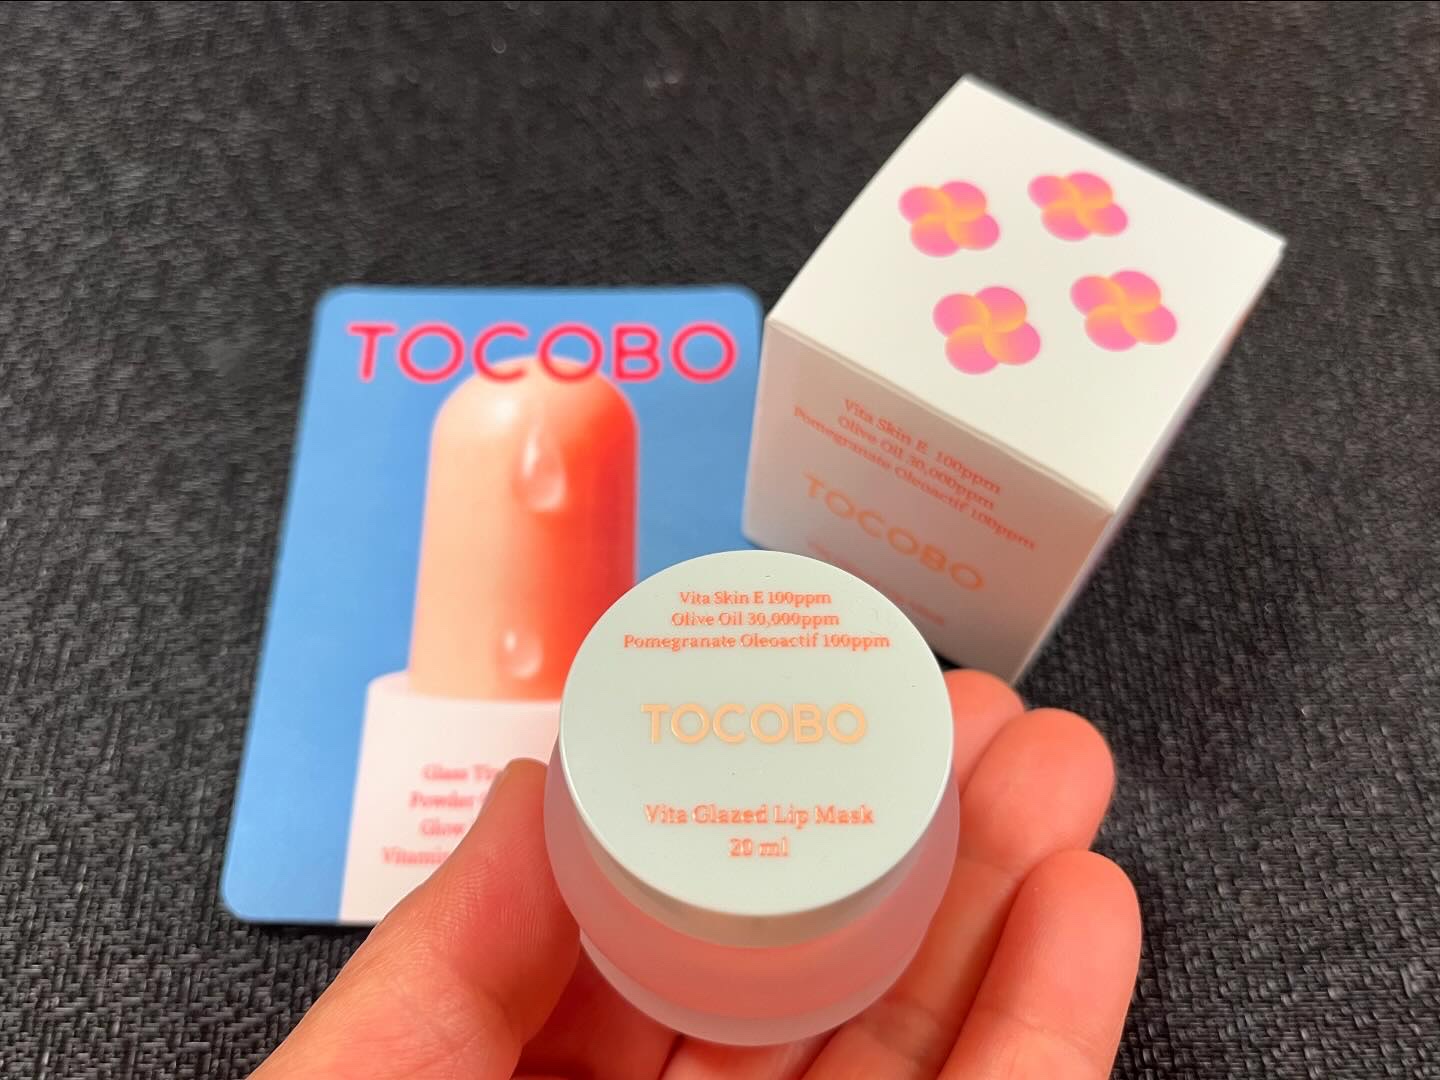 TOCOBO
Glow
Vita Skin E 100ppm
Olive Oil 30,000ppm
Pomegranate Oleoactif 100ppm
TOCOBO
Vita Skin E 100ppm
Olive Oil 30,000ppm
Pomegranate Oleoactif 100ppm
TOCOBO
Vita Glazed Lip Mask
20 ml